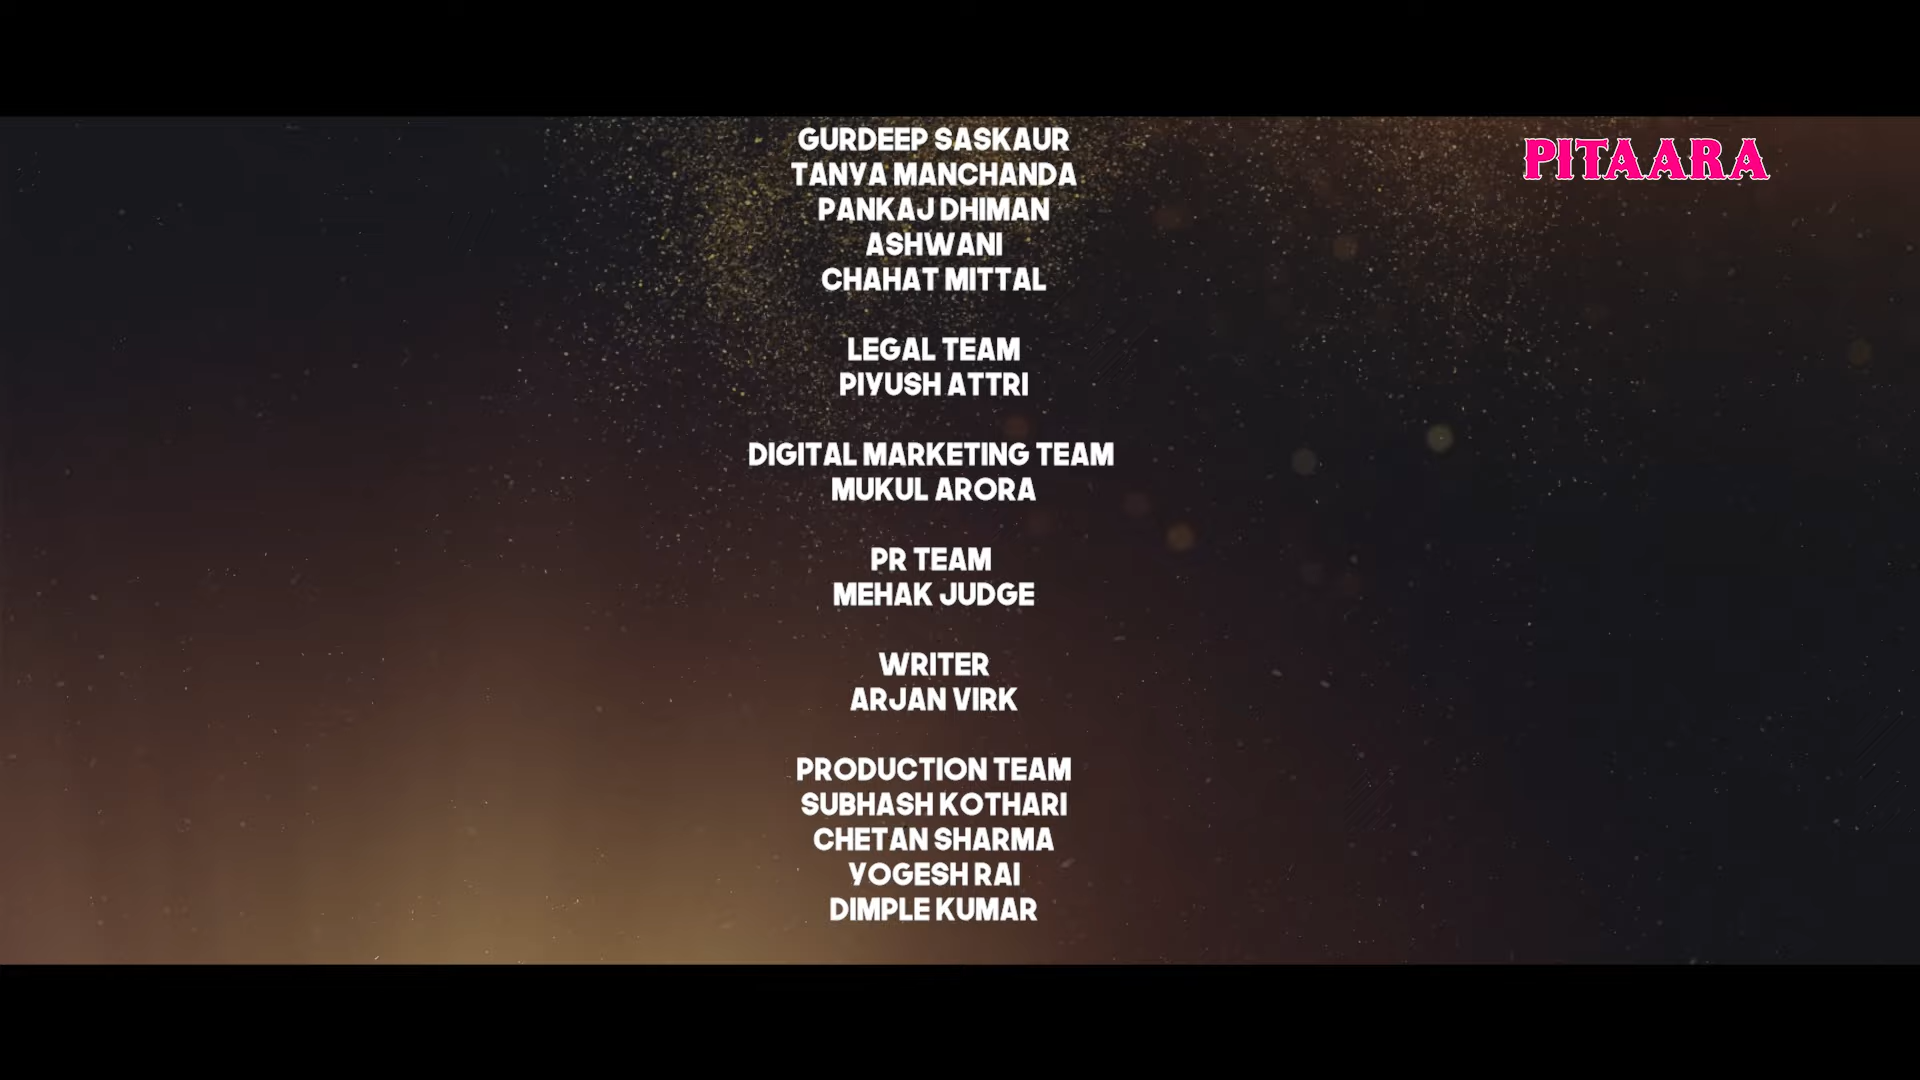 GURDEEP SASKAUR
PITAARA
TANYA MANCHANDA
PANKAJ DHIMAN
ASHWANI
CHAHAT MITTAL
LEGAL TEAM
PIYUSH ATTRI
DIGITAL MARKETING TEAM
MUKUL ARORA
PR TEAM
MEHAK JUDGE
WRITER
ARJAN VIRK
PRODUCTION TEAM
SUBHASH KOTHARI
CHETAN SHARMA
YOGESH RAI
DIMPLE KUMAR